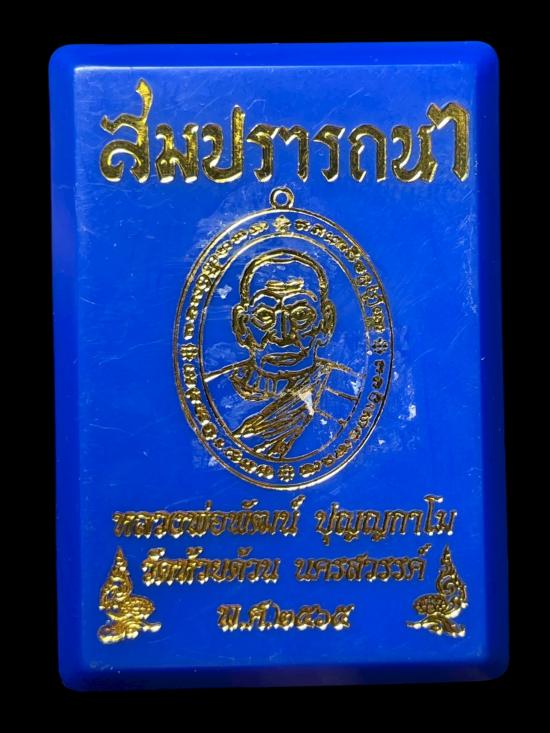 สมปรารถนา
หลวงพ่อพัฒน์ ปุญญกาโม
วัดห้วยด้วน นครสวรรค์
พ.ศ.๒๕๖๕